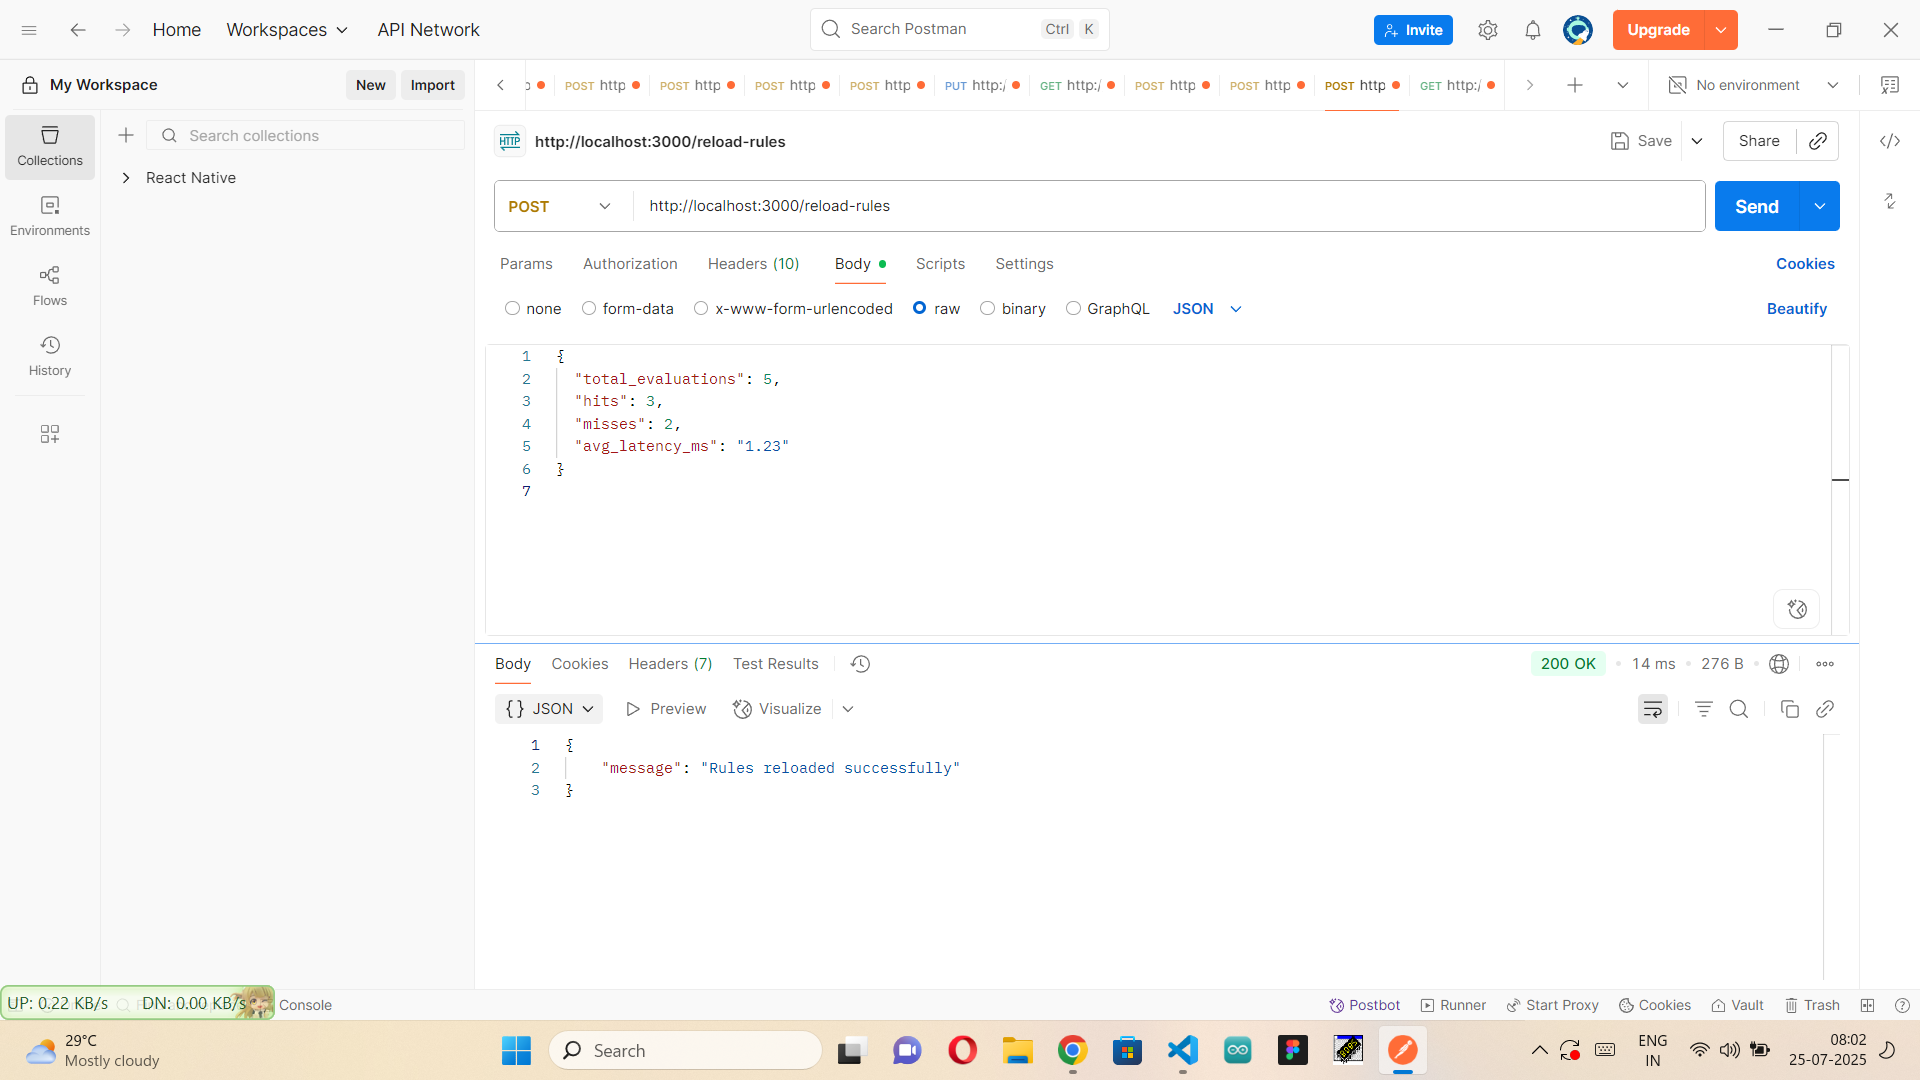 Home
Workspaces
API Network
Search Postman
Ctrl
K
Invite
Upgrade
My Workspace
New
Import
POST http
POST http
POST http
POST http
PUT http:/
GET http:/
POST http
POST http
POST http
GET http:/
No environment
Collections
Environments
Flows
History
Search collections
React Native
HTTP
http://localhost:3000/reload-rules
Save
Share
POST
http://localhost:3000/reload-rules
Send
Params
Authorization
Headers (10)
Body
Scripts
Settings
Cookies
none
form-data
x-www-form-urlencoded
raw
binary
GraphQL
JSON
Beautify
1 {
2 "total_evaluations": 5,
3 "hits": 3,
4 "misses": 2,
5 "avg_latency_ms": "1.23"
6 }
7
Body
Cookies
Headers (7)
Test Results
200 OK
14 ms
276 B
{} JSON
Preview
Visualize
1 {
2 "message": "Rules reloaded successfully"
3 }
UP: 0.22 KB/s
DN: 0.00 KB/s
Console
Postbot
Runner
Start Proxy
Cookies
Vault
Trash
29°C
Mostly cloudy
Search
ENG
IN
08:02
25-07-2025